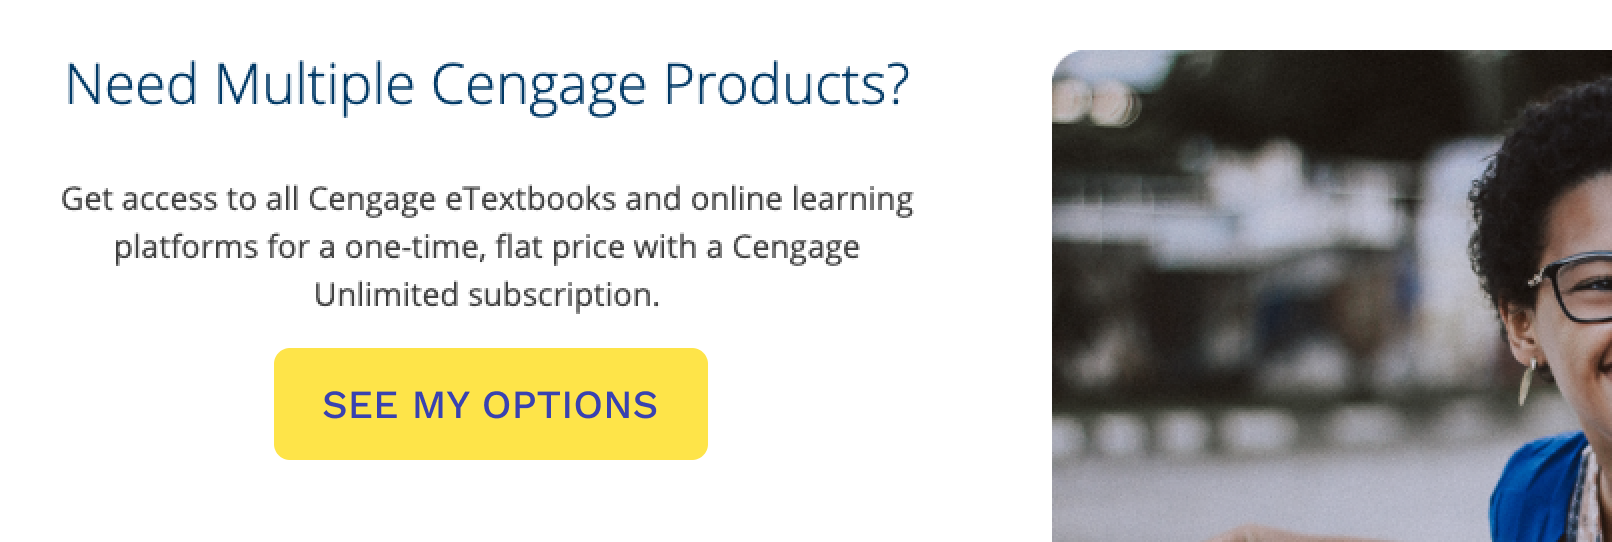 Need Multiple Cengage Products?
Get access to all Cengage eTextbooks and online learning
platforms for a one-time, flat price with a Cengage
Unlimited subscription.
SEE MY OPTIONS